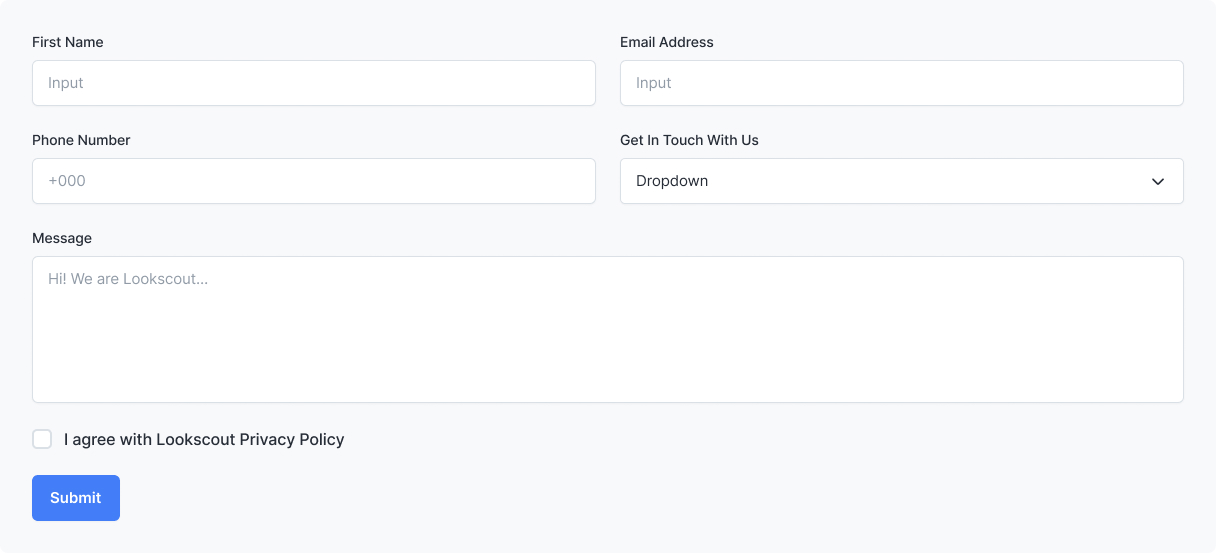 First Name
Email Address
Input
Input
Phone Number
Get In Touch With Us
+000
Dropdown
Message
Hi! We are Lookscout...
I agree with Lookscout Privacy Policy
Submit